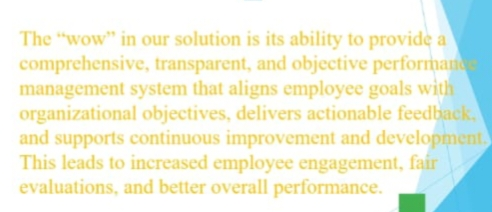 The “wow” in our solution is its ability to provide a
comprehensive, transparent, and objective performance
management system that aligns employee goals with
organizational objectives, delivers actionable feedback,
and supports continuous improvement and development.
This leads to increased employee engagement, fair
evaluations, and better overall performance.